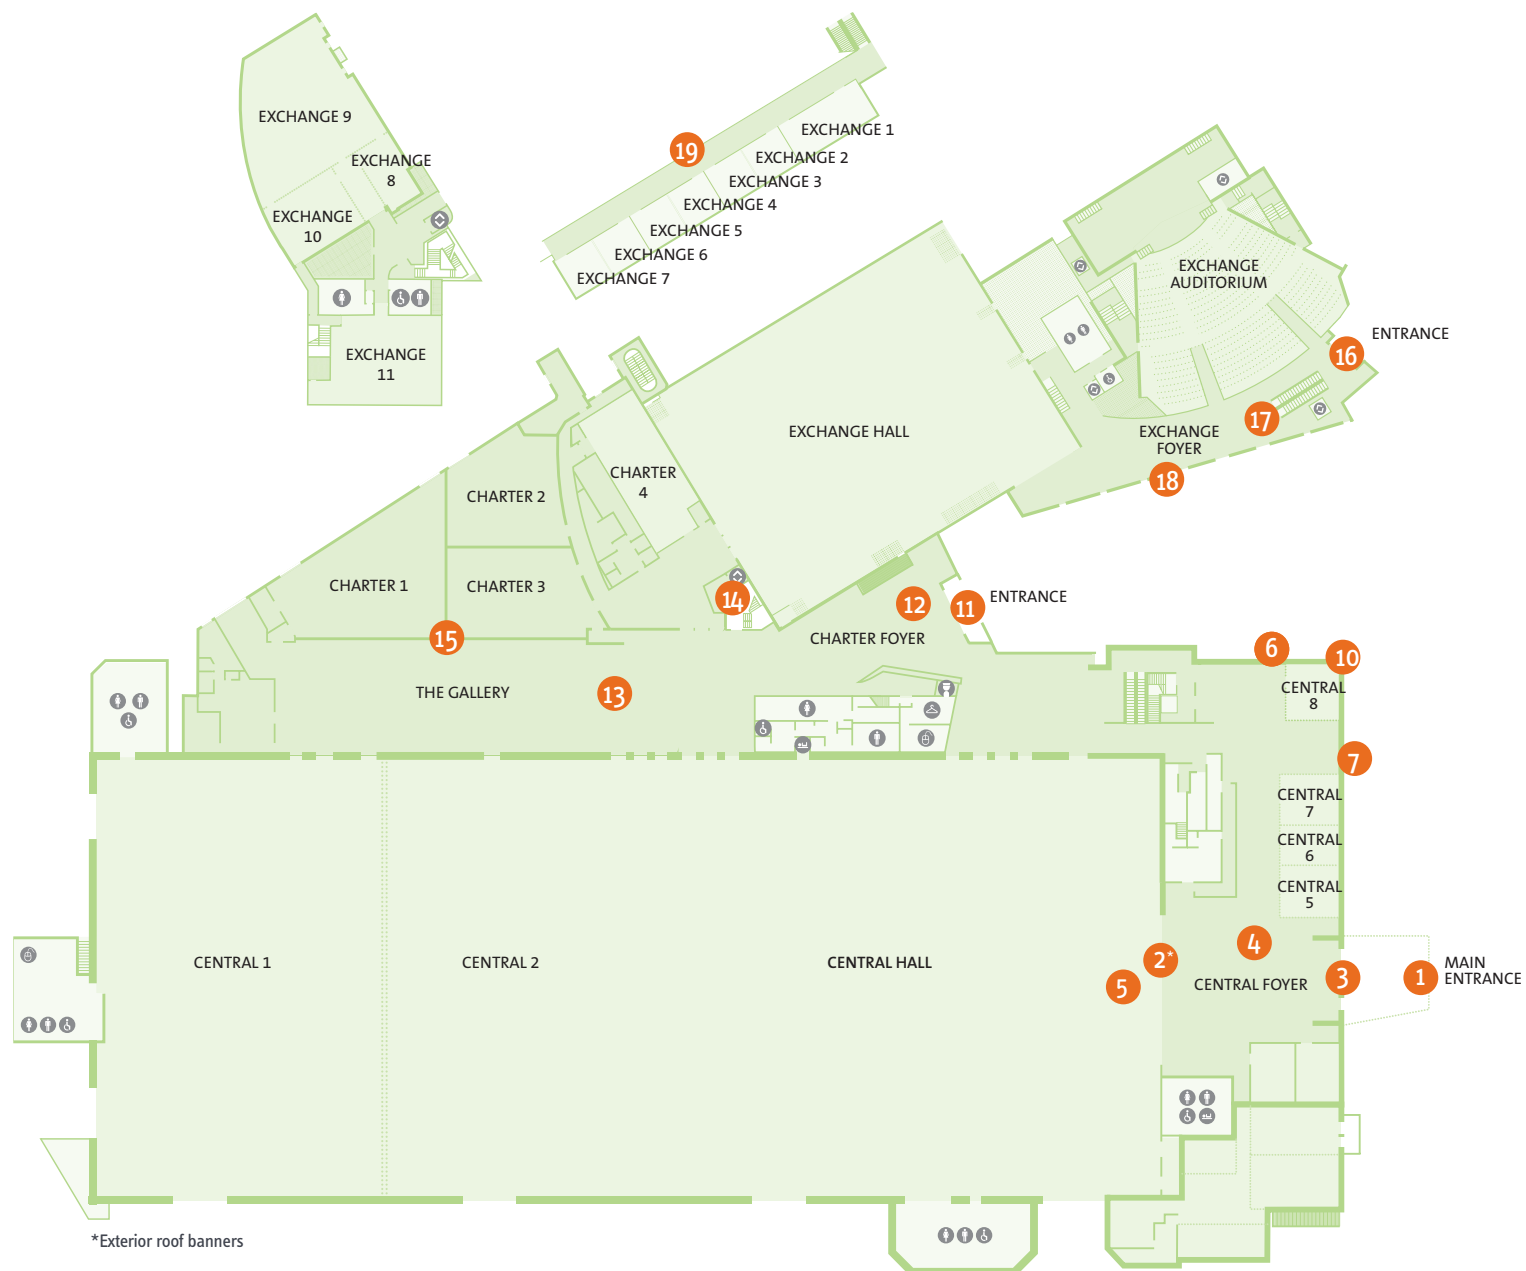 EXCHANGE 9
EXCHANGE
8
EXCHANGE
10
EXCHANGE
11
19
EXCHANGE 1
EXCHANGE 2
EXCHANGE 3
EXCHANGE 4
EXCHANGE 5
EXCHANGE 6
EXCHANGE 7
EXCHANGE
AUDITORIUM
ENTRANCE
16
17
EXCHANGE
FOYER
18
EXCHANGE HALL
CHARTER
4
CHARTER 2
CHARTER 1
CHARTER 3
14
12
11
ENTRANCE
CHARTER FOYER
15
THE GALLERY
13
6
10
CENTRAL
8
7
CENTRAL
7
CENTRAL
6
CENTRAL
5
4
2*
5
CENTRAL FOYER
3
1
MAIN
ENTRANCE
CENTRAL 1
CENTRAL 2
CENTRAL HALL
*Exterior roof banners